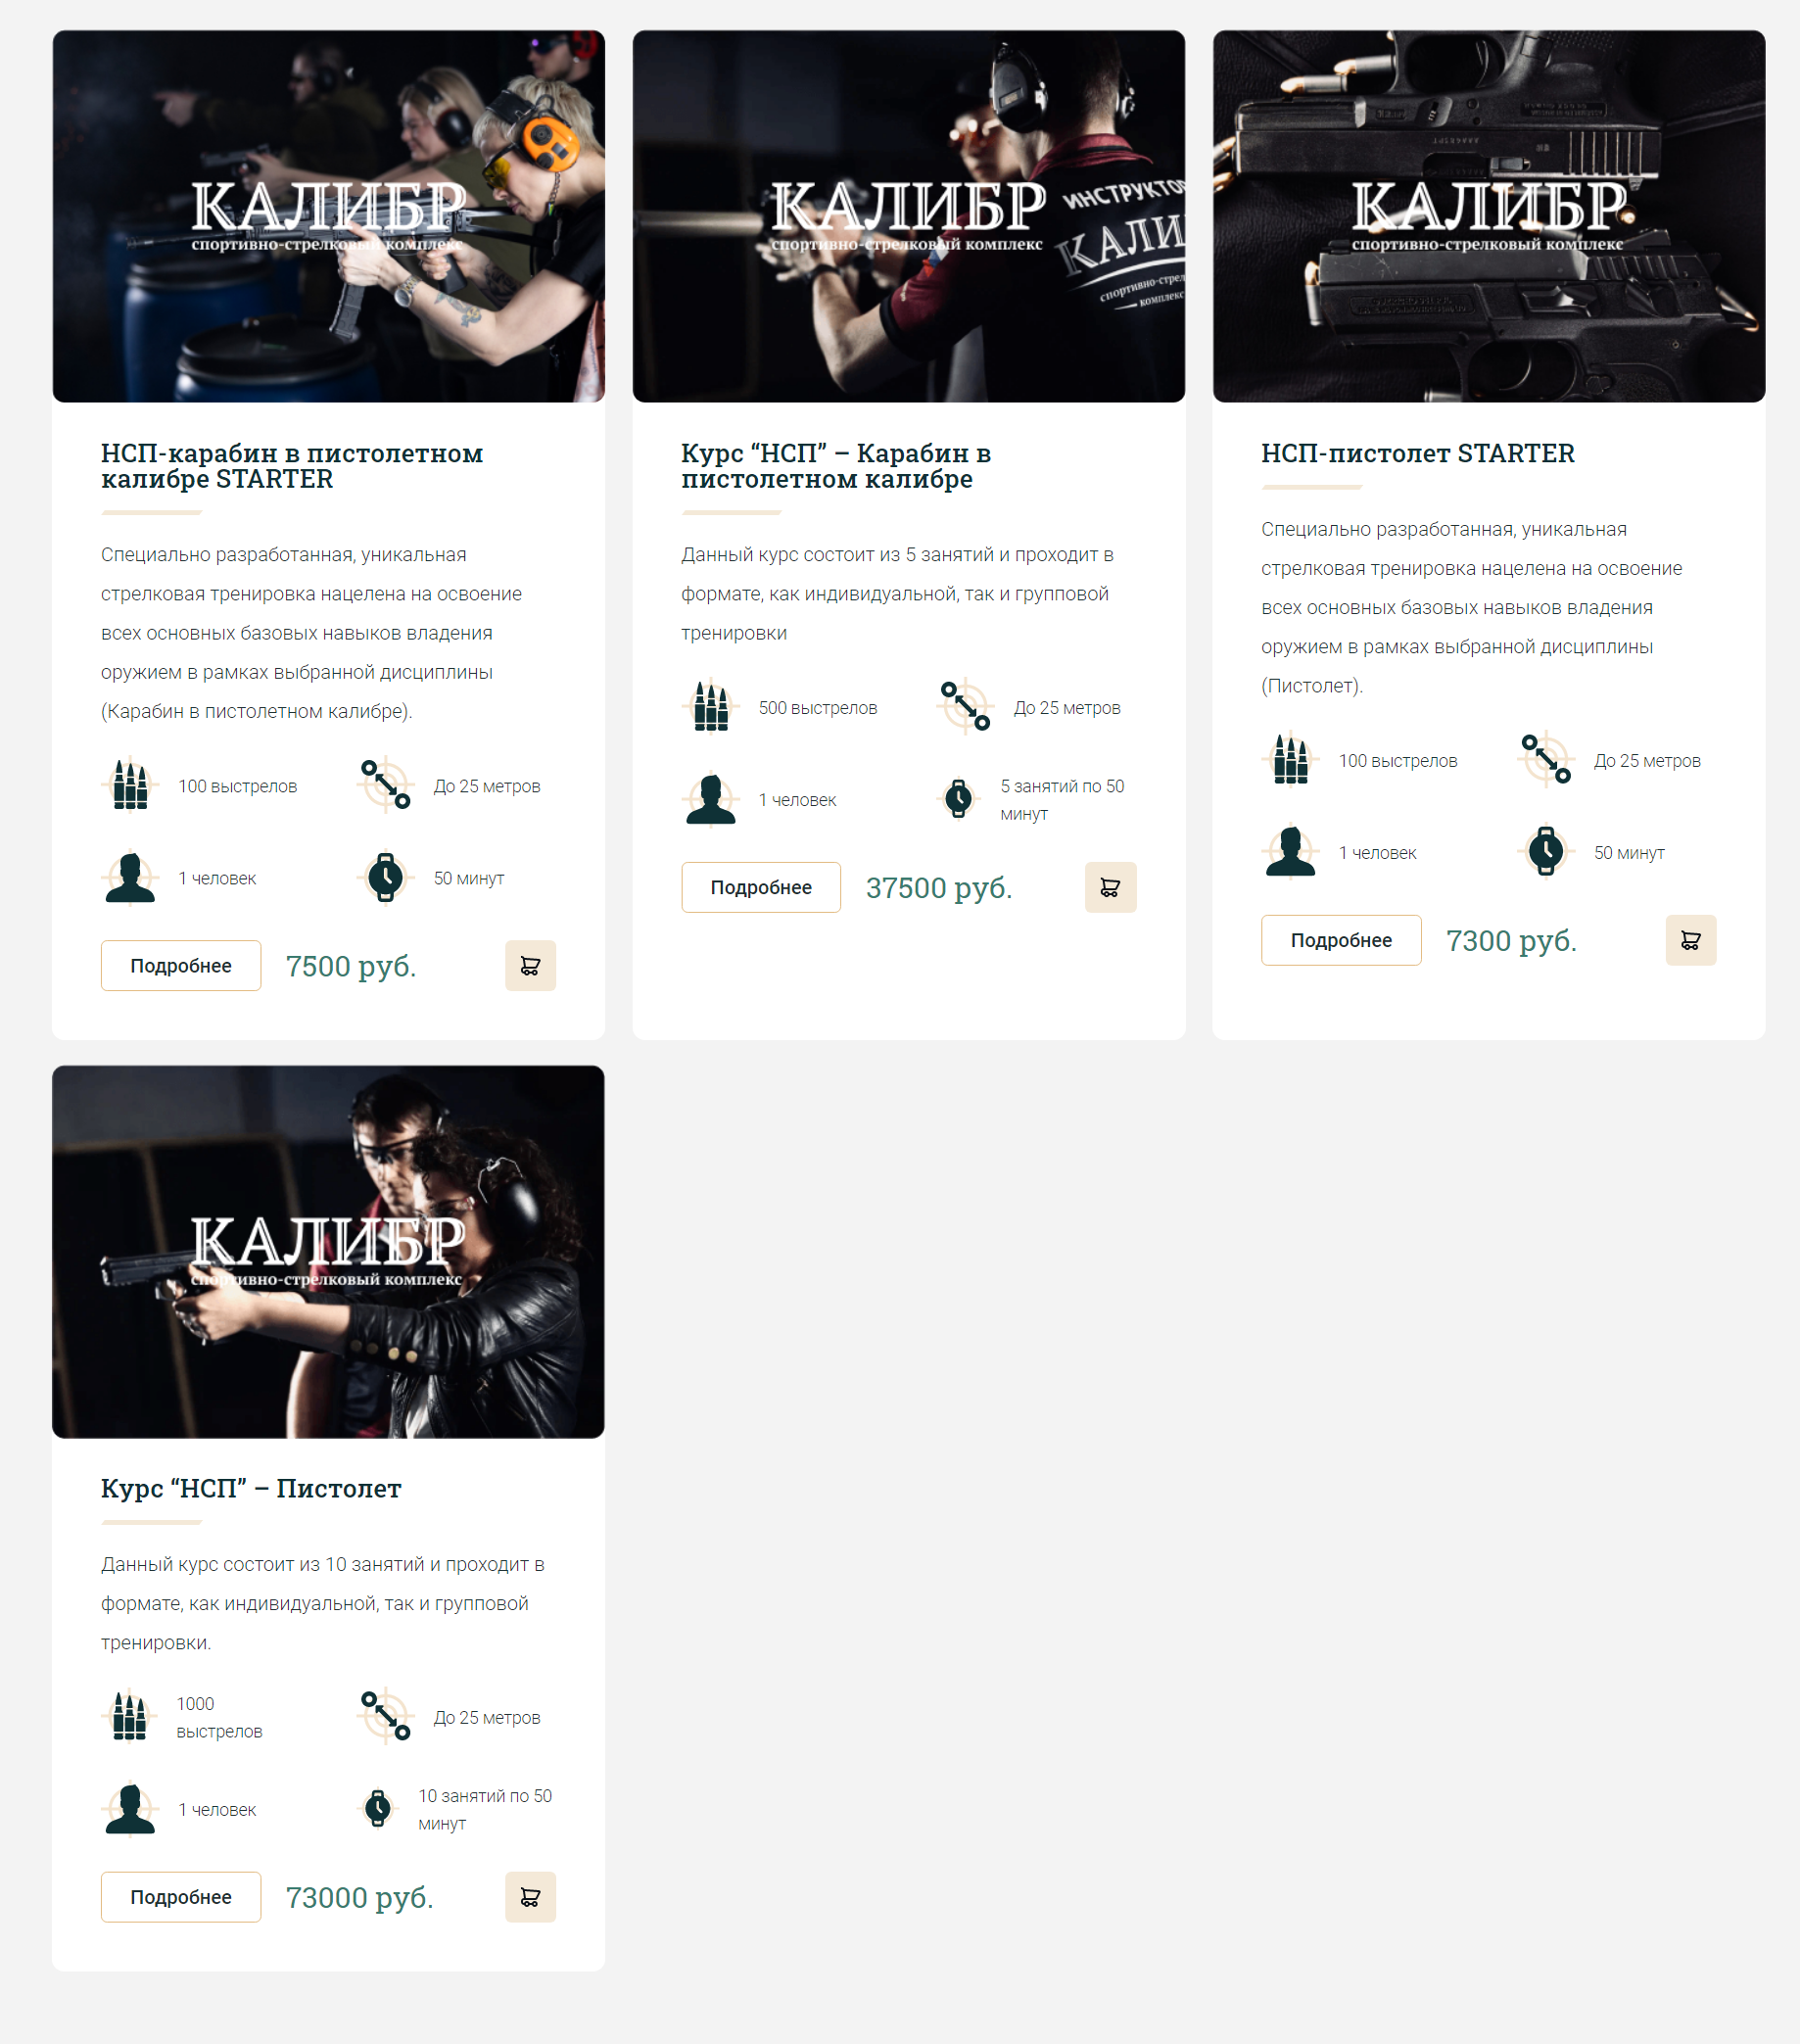 КАЛИБР
спортивно-стрелковый комплекс
НСП-карабин в пистолетном
калибре STARTER
Специально разработанная, уникальная
стрелковая тренировка нацелена на освоение
всех основных базовых навыков владения
оружием в рамках выбранной дисциплины
(Карабин в пистолетном калибре).
100 выстрелов
До 25 метров
1 человек
50 минут
Подробнее
7500 руб.
КАЛИБР
спортивно-стрелковый комплекс
Курс “НСП” – Карабин в
пистолетном калибре
Данный курс состоит из 5 занятий и проходит в
формате, как индивидуальной, так и групповой
тренировки
500 выстрелов
До 25 метров
1 человек
5 занятий по 50
минут
Подробнее
37500 руб.
КАЛИБР
спортивно-стрелковый комплекс
НСП-пистолет STARTER
Специально разработанная, уникальная
стрелковая тренировка нацелена на освоение
всех основных базовых навыков владения
оружием в рамках выбранной дисциплины
(Пистолет).
100 выстрелов
До 25 метров
1 человек
50 минут
Подробнее
7300 руб.
КАЛИБР
спортивно-стрелковый комплекс
Курс “НСП” – Пистолет
Данный курс состоит из 10 занятий и проходит в
формате, как индивидуальной, так и групповой
тренировки.
1000
выстрелов
До 25 метров
1 человек
10 занятий по 50
минут
Подробнее
73000 руб.